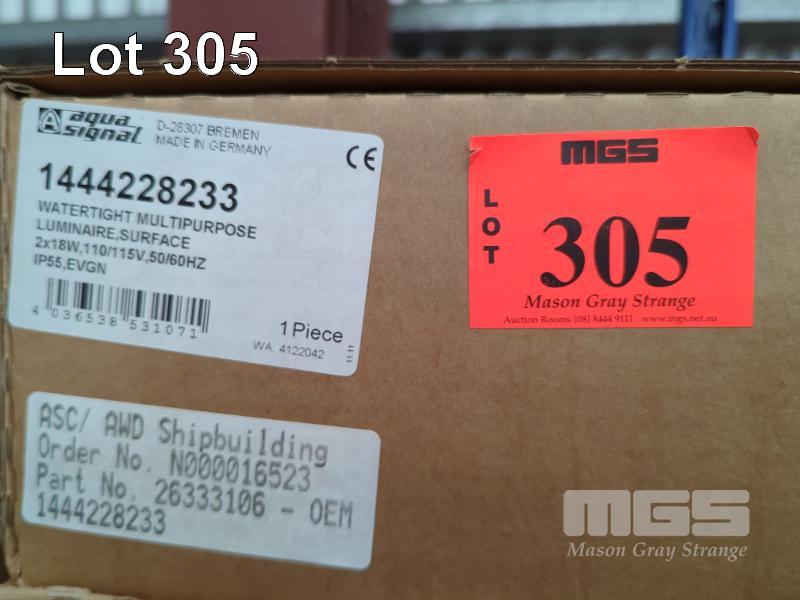 Lot 305
aqua signal
D-28307 BREMEN
MADE IN GERMANY
CE
1444228233
WATERTIGHT MULTIPURPOSE
LUMINAIRE,SURFACE
2x18W,110/115V,50/60HZ
IP55,EVGN
4 036538 531071
1 Piece
WA: 4122042
11.11
ASC/ AWD Shipbuilding
Order No. N000016523
Part No. 26333106 - OEM
1444228233
MGS
LOT
305
Mason Gray Strange
Auction Rooms (08) 8444 9111 www.mgs.net.au
MGS
Mason Gray Strange